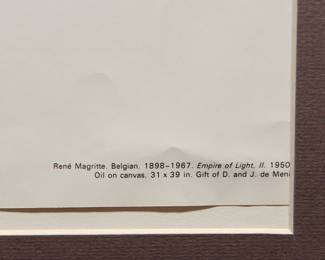 René Magritte. Belgian, 1898–1967. Empire of Light, II. 1950
Oil on canvas, 31 x 39 in. Gift of D. and J. de Meni